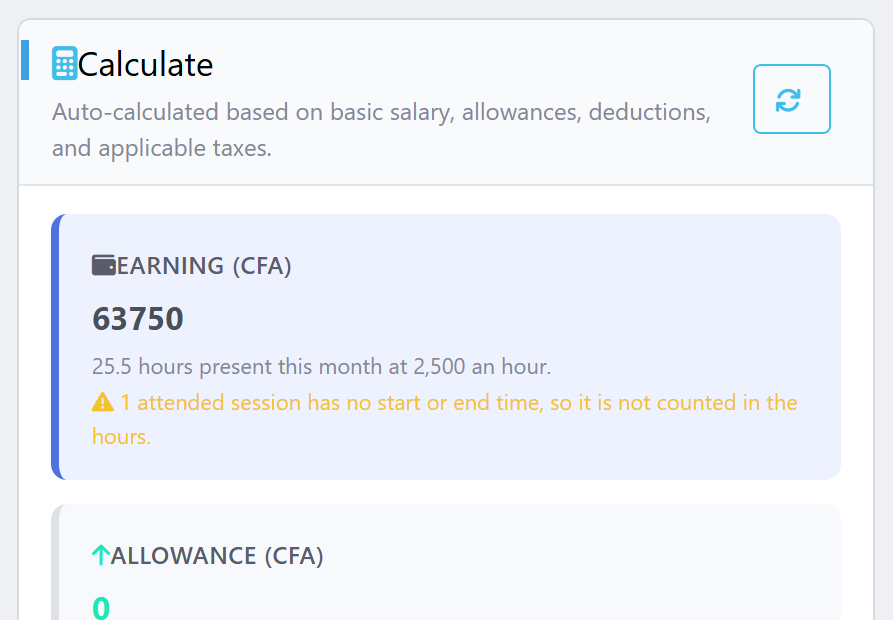 Calculate
Auto-calculated based on basic salary, allowances, deductions,
and applicable taxes.
EARNING (CFA)
63750
25.5 hours present this month at 2,500 an hour.
1 attended session has no start or end time, so it is not counted in the
hours.
ALLOWANCE (CFA)
0